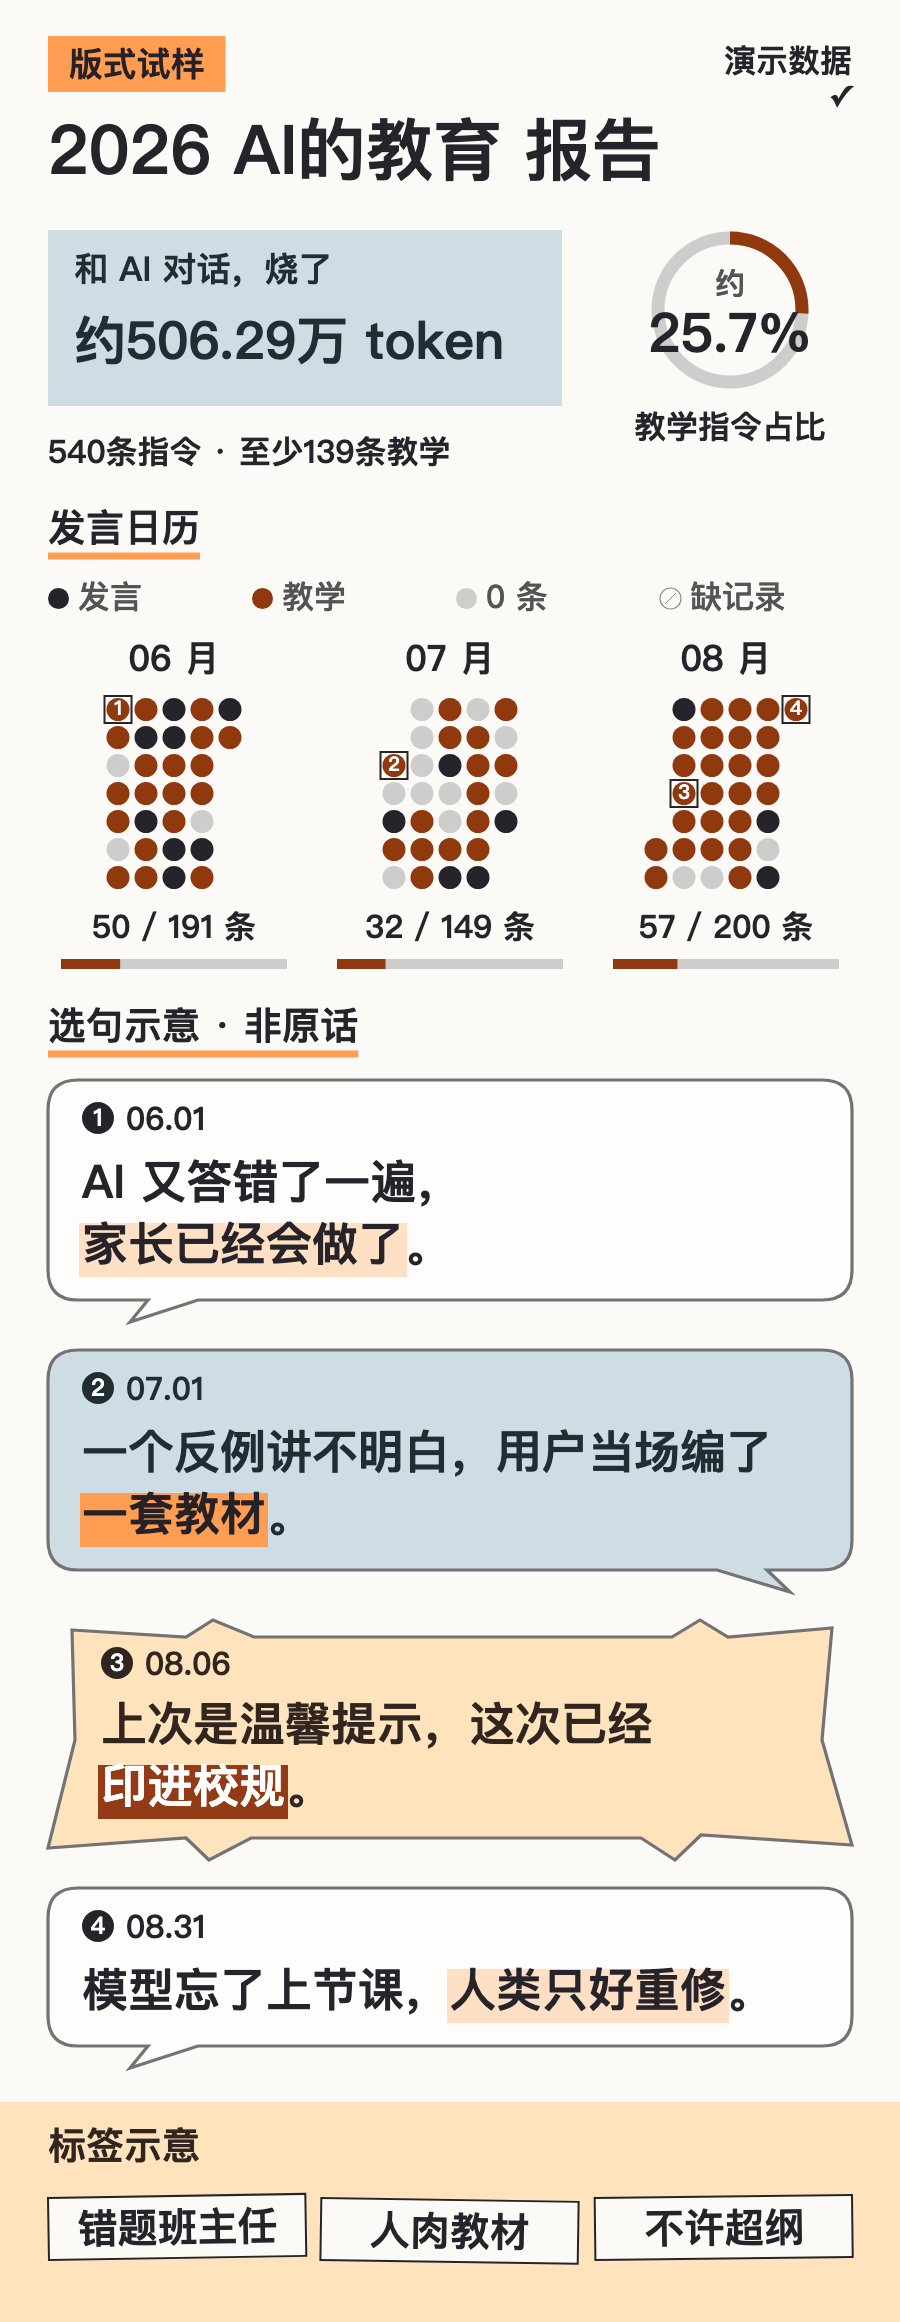 版式试样
演示数据
✓
2026 AI的教育 报告
和 AI 对话，烧了
约506.29万 token
约
25.7%
教学指令占比
540条指令 · 至少139条教学
发言日历
发言 教学 0 条 缺记录
06 月 07 月 08 月
1
4
2
3
50 / 191 条 32 / 149 条 57 / 200 条
选句示意 · 非原话
1 06.01
AI 又答错了一遍，
家长已经会做了。
2 07.01
一个反例讲不明白，用户当场编了
一套教材。
3 08.06
上次是温馨提示，这次已经
印进校规。
4 08.31
模型忘了上节课，人类只好重修。
标签示意
错题班主任 人肉教材 不许超纲